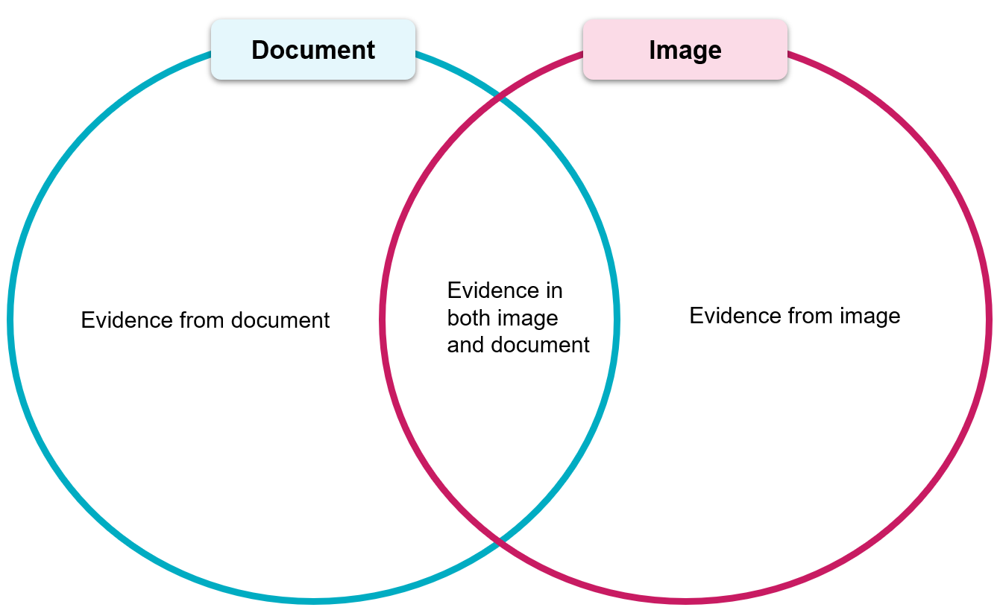 Document
Image
Evidence from document
Evidence in
both image
and document
Evidence from image